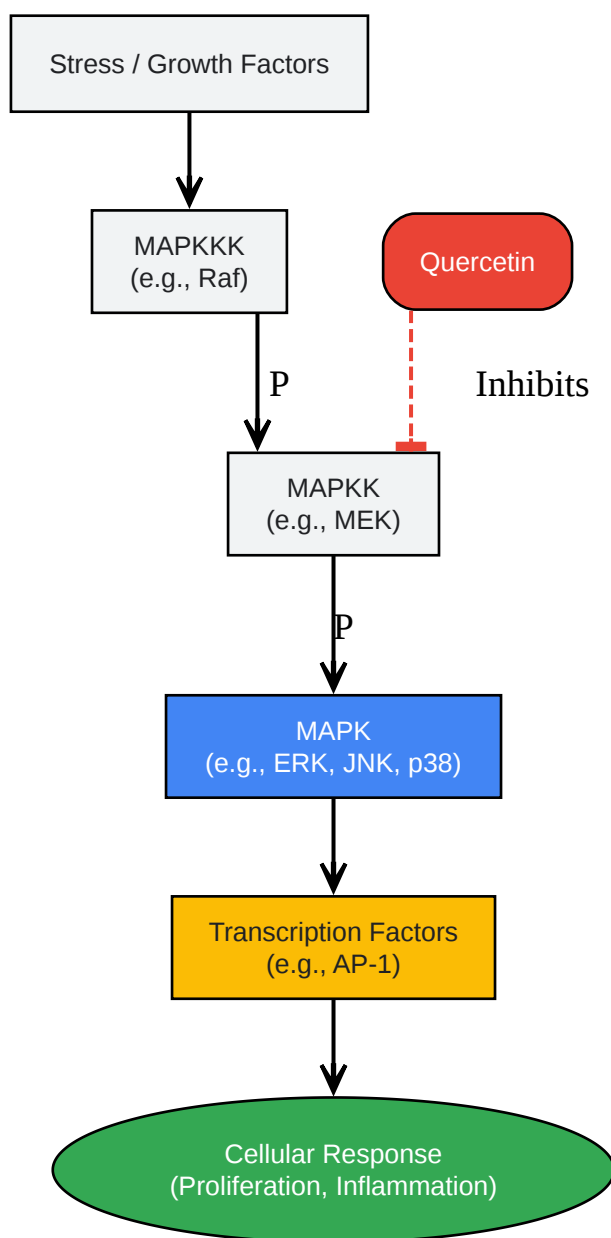 Stress / Growth Factors
MAPKKK
(e.g., Raf)
Quercetin
P
Inhibits
MAPKK
(e.g., MEK)
P
MAPK
(e.g., ERK, JNK, p38)
Transcription Factors
(e.g., AP-1)
Cellular Response
(Proliferation, Inflammation)